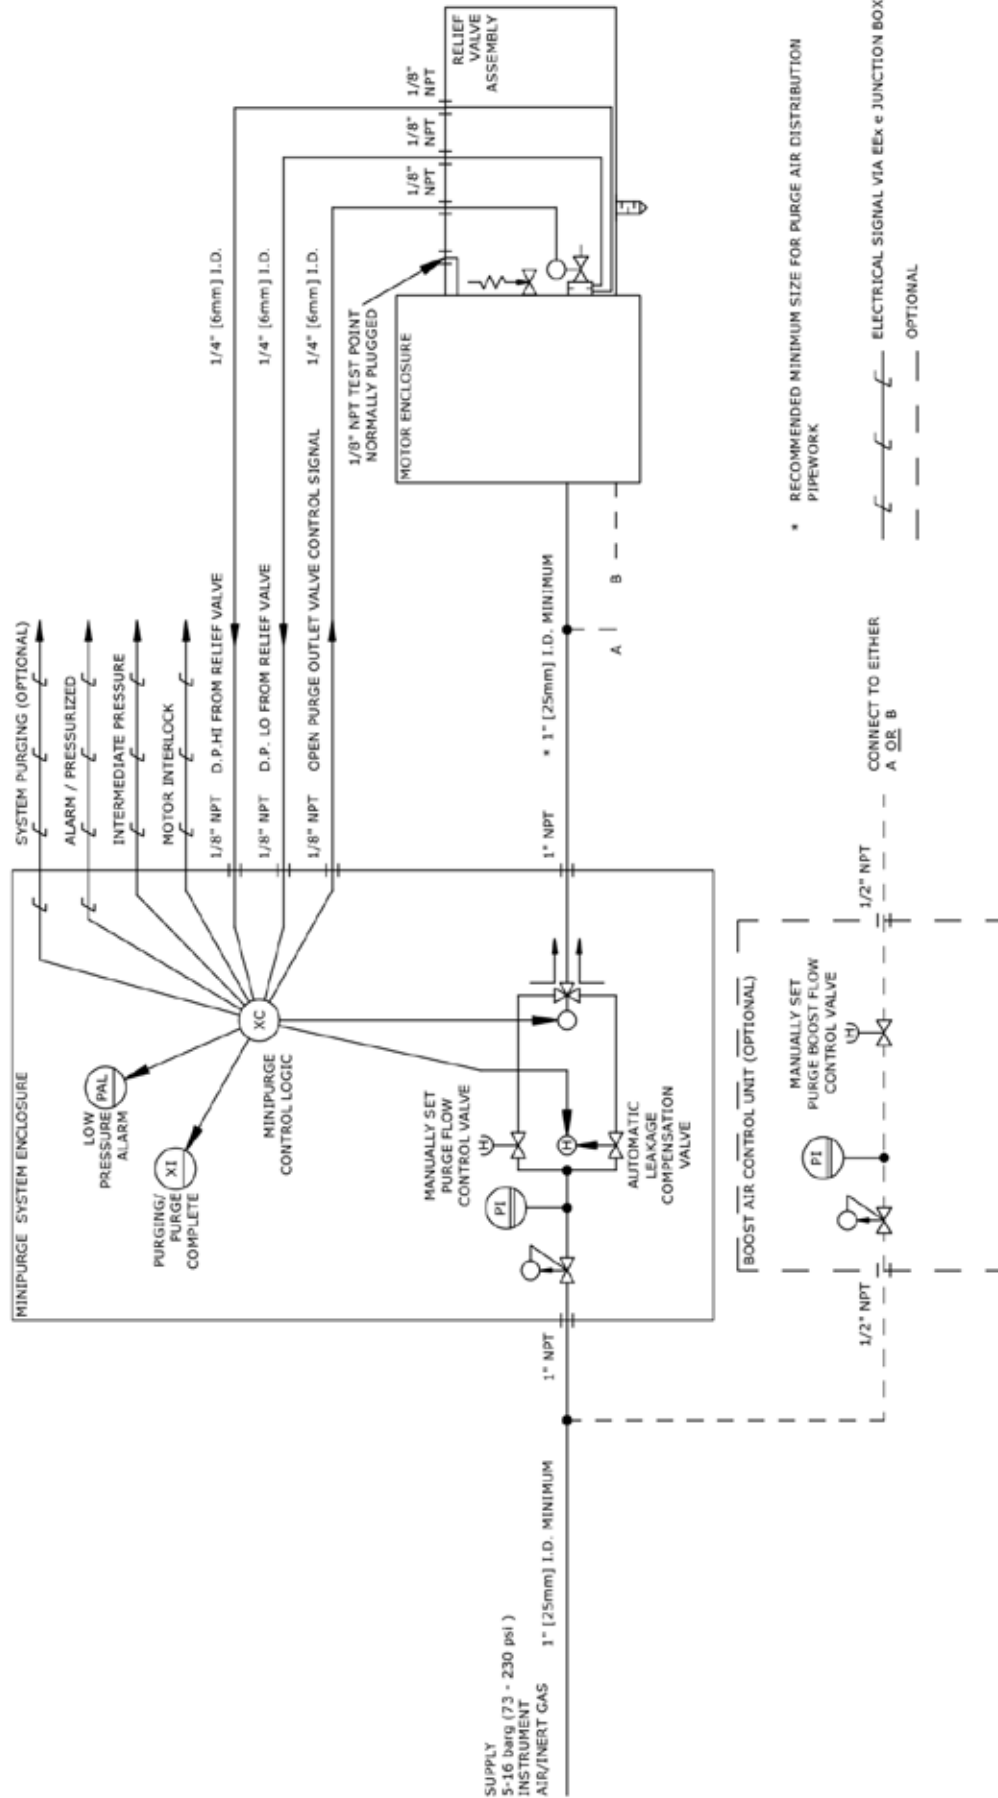 MINIPURGE SYSTEM ENCLOSURE
LOW
PRESSURE
ALARM
PAL
PURGING/
PURGE
COMPLETE
XI
XC
MINIPURGE
CONTROL LOGIC
SYSTEM PURGING (OPTIONAL)
ALARM / PRESSURIZED
INTERMEDIATE PRESSURE
MOTOR INTERLOCK
1/8" NPT
D.P.HI FROM RELIEF VALVE
1/4" [6mm] I.D.
1/8" NPT
D.P. LO FROM RELIEF VALVE
1/4" [6mm] I.D.
1/8" NPT
OPEN PURGE OUTLET VALVE CONTROL SIGNAL
1/4" [6mm] I.D.
1/8"
NPT
1/8"
NPT
1/8"
NPT
RELIEF
VALVE
ASSEMBLY
1/8" NPT TEST POINT
NORMALLY PLUGGED
MOTOR ENCLOSURE
MANUALLY SET
PURGE FLOW
CONTROL VALVE
H
PI
H
AUTOMATIC
LEAKAGE
COMPENSATION
VALVE
SUPPLY
5-16 barg (73 - 230 psi )
INSTRUMENT
AIR/INERT GAS
1" [25mm] I.D. MINIMUM
1" NPT
1" NPT
* 1" [25mm] I.D. MINIMUM
A
B
BOOST AIR CONTROL UNIT (OPTIONAL)
MANUALLY SET
PURGE BOOST FLOW
CONTROL VALVE
H
PI
1/2" NPT
1/2" NPT
CONNECT TO EITHER
A OR B
* RECOMMENDED MINIMUM SIZE FOR PURGE AIR DISTRIBUTION
PIPEWORK
ELECTRICAL SIGNAL VIA EEx e JUNCTION BOX
OPTIONAL